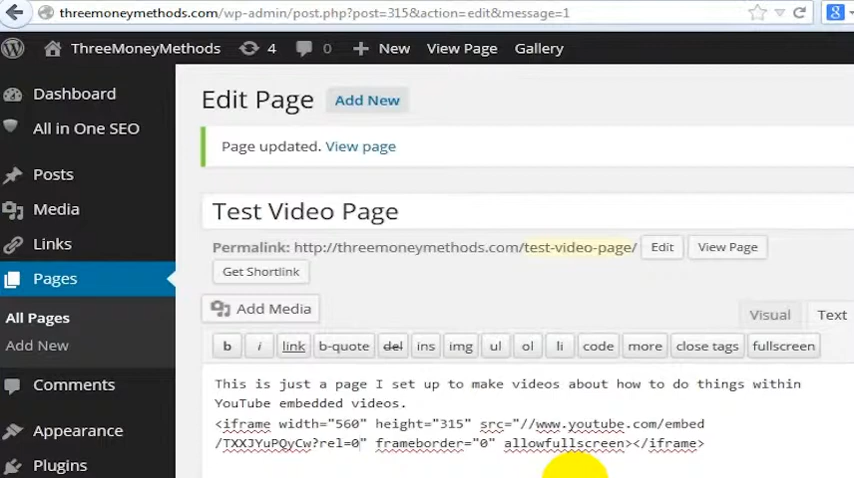 threemoneymethods.com/wp-admin/post.php?post=315&action=edit&message=1
8
ThreeMoneyMethods 4 0 New View Page Gallery
Dashboard
All in One SEO
Posts
Media
Links
Pages
All Pages
Add New
Comments
Appearance
Plugins
Edit Page Add New
Page updated. View page
Test Video Page
Permalink: http://threemoneymethods.com/test-video-page/ Edit View Page
Get Shortlink
Add Media
Visual Text
b i link b-quote del ins img ul ol li code more close tags fullscreen
This is just a page I set up to make videos about how to do things within
YouTube embedded videos.
<iframe width="560" height="315" src="//www.youtube.com/embed
/TXXJYuPQyCw?rel=0" frameborder="0" allowfullscreen></iframe>